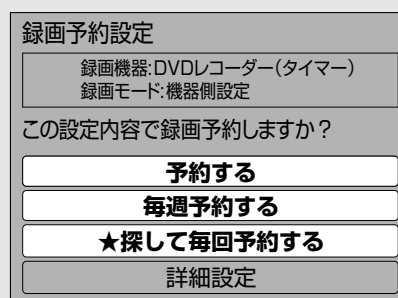 録画予約設定
録画機器:DVDレコーダー(タイマー)
録画モード:機器側設定
この設定内容で録画予約しますか？
予約する
毎週予約する
★探して毎回予約する
詳細設定